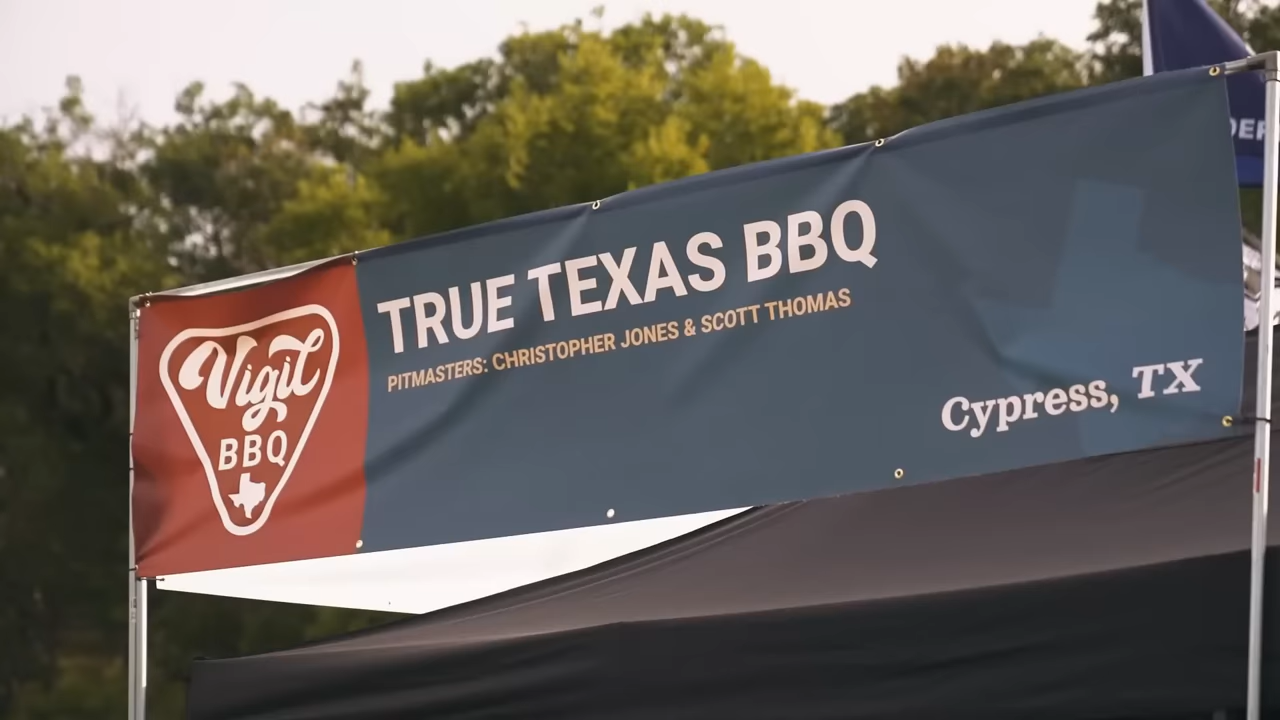 TRUE TEXAS BBQ
PITMASTERS: CHRISTOPHER JONES & SCOTT THOMAS
Vigil
BBQ
Cypress, TX